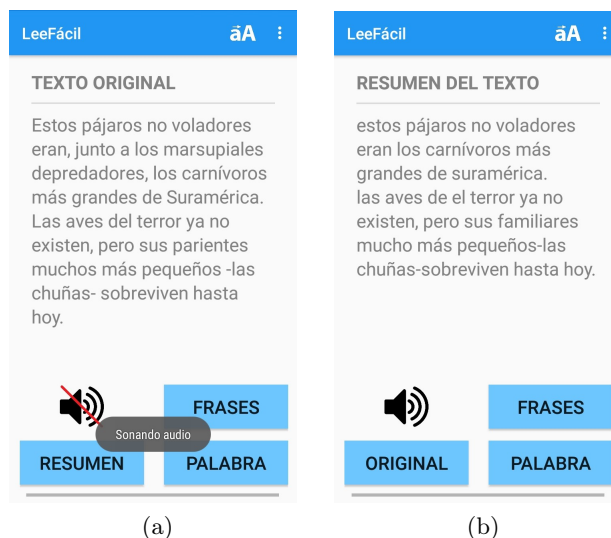 LeeFácil
āA
TEXTO ORIGINAL
Estos pájaros no voladores
eran, junto a los marsupiales
depredadores, los carnívoros
más grandes de Suramérica.
Las aves del terror ya no
existen, pero sus parientes
muchos más pequeños -las
chuñas- sobreviven hasta
hoy.
FRASES
Sonando audio
RESUMEN
PALABRA
(a)
LeeFácil
āA
RESUMEN DEL TEXTO
estos pájaros no voladores
eran los carnívoros más
grandes de suramérica.
las aves de el terror ya no
existen, pero sus familiares
mucho más pequeños-las
chuñas-sobreviven hasta hoy.
FRASES
ORIGINAL
PALABRA
(b)